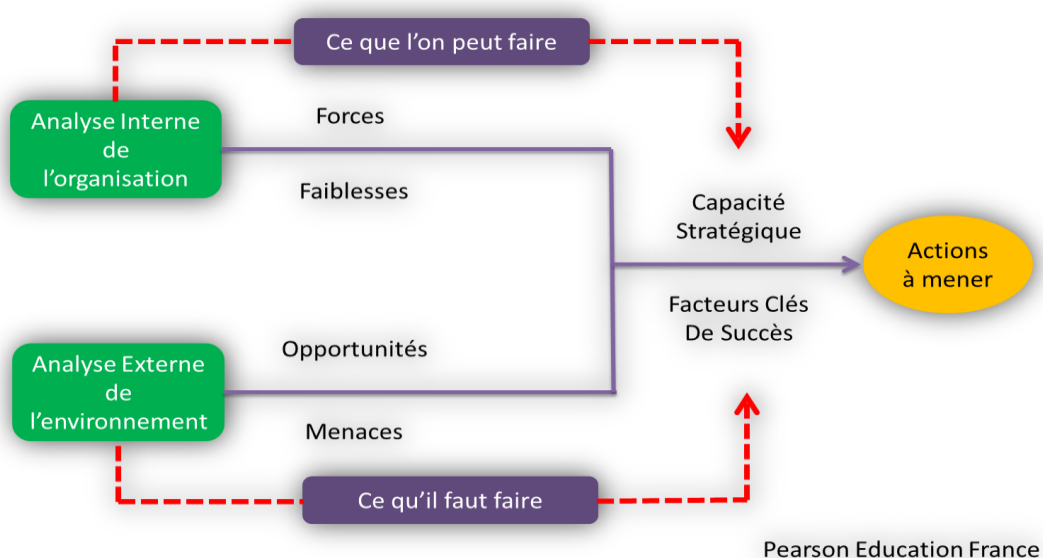 Ce que l'on peut faire
Analyse Interne
de
l'organisation
Forces
Faiblesses
Capacité
Stratégique
Actions
à mener
Facteurs Clés
De Succès
Opportunités
Analyse Externe
de
l'environnement
Menaces
Ce qu'il faut faire
Pearson Education France